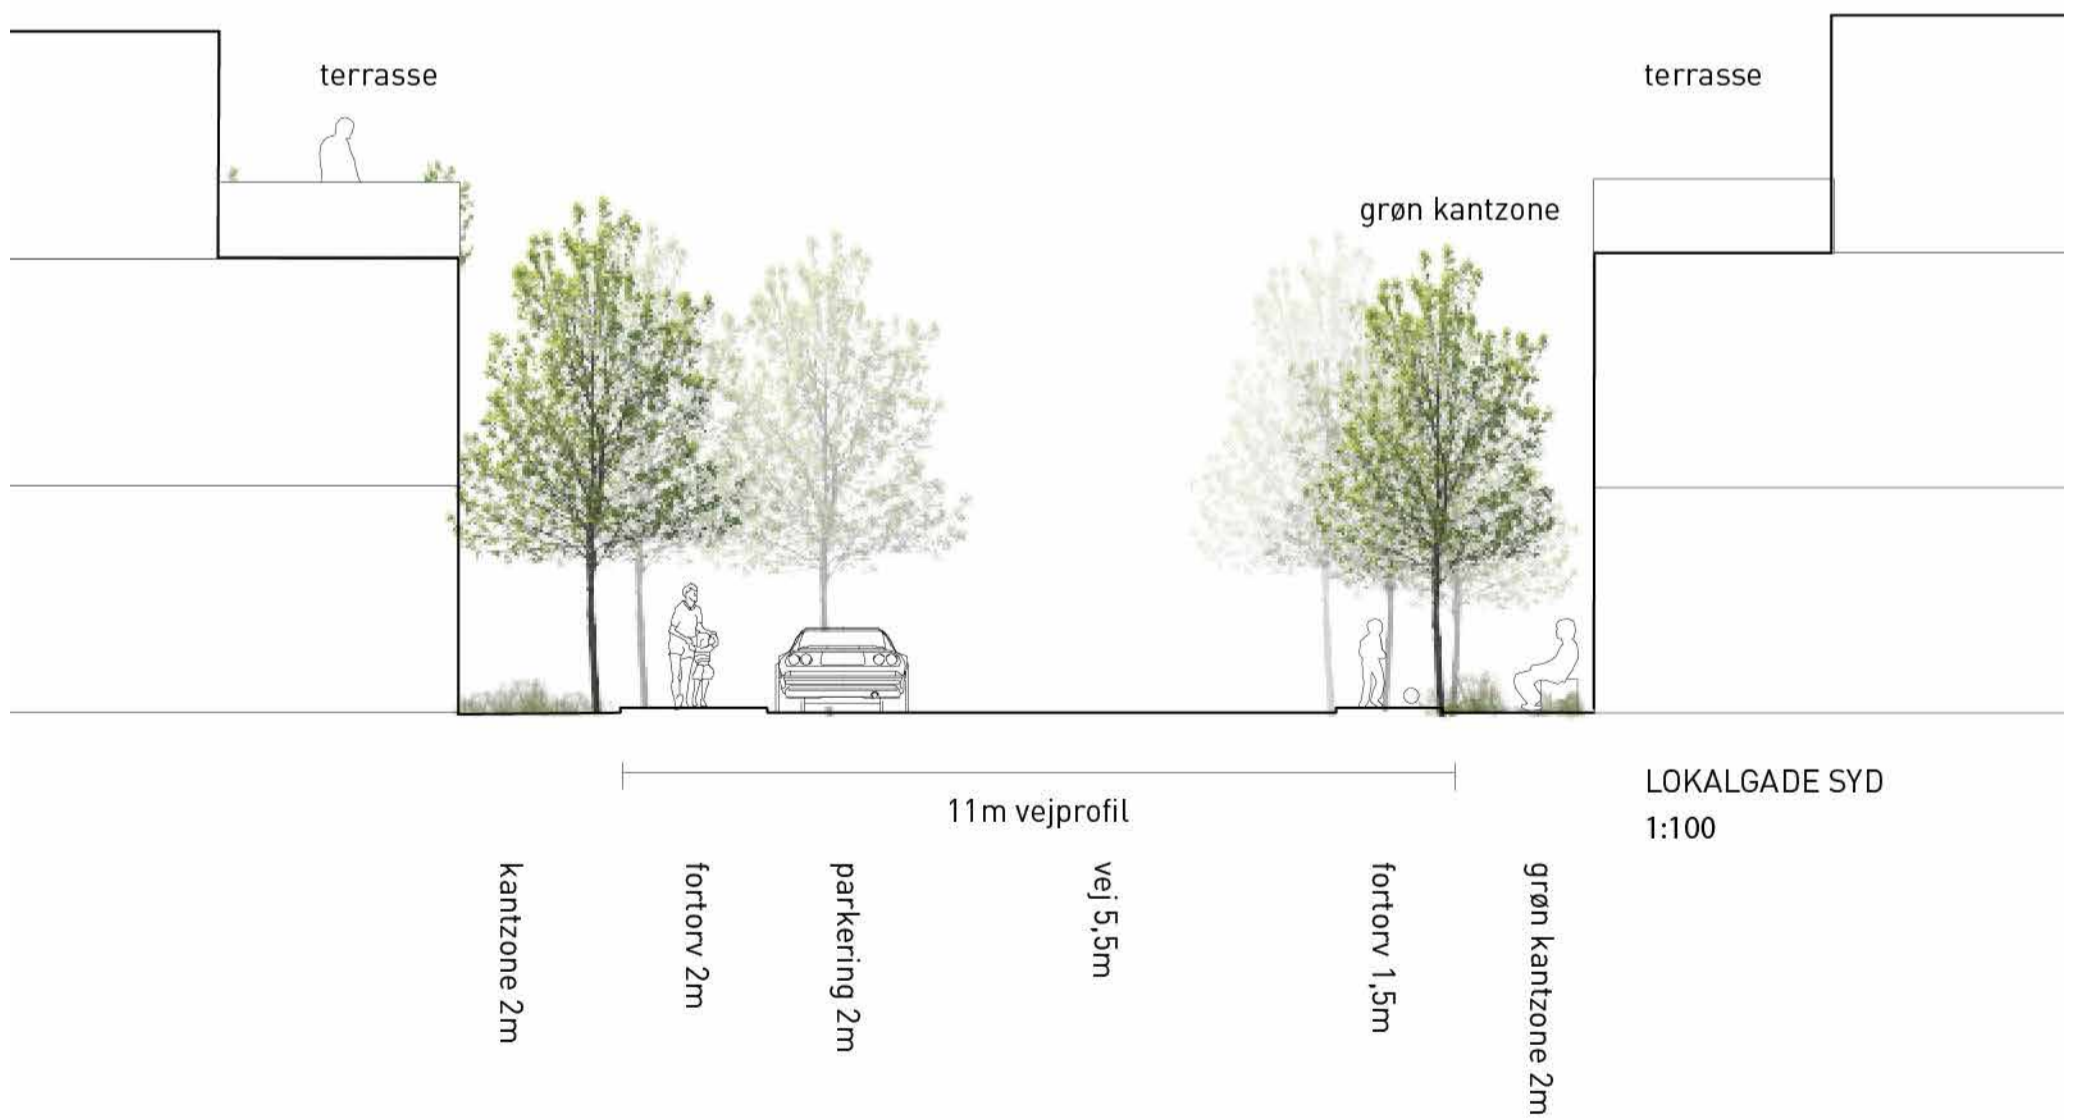 terrasse
terrasse
grøn kantzone
11m vejprofil
LOKALGADE SYD
1:100
kantzone 2m
fortorv 2m
parkering 2m
vej 5,5m
fortorv 1,5m
grøn kantzone 2m